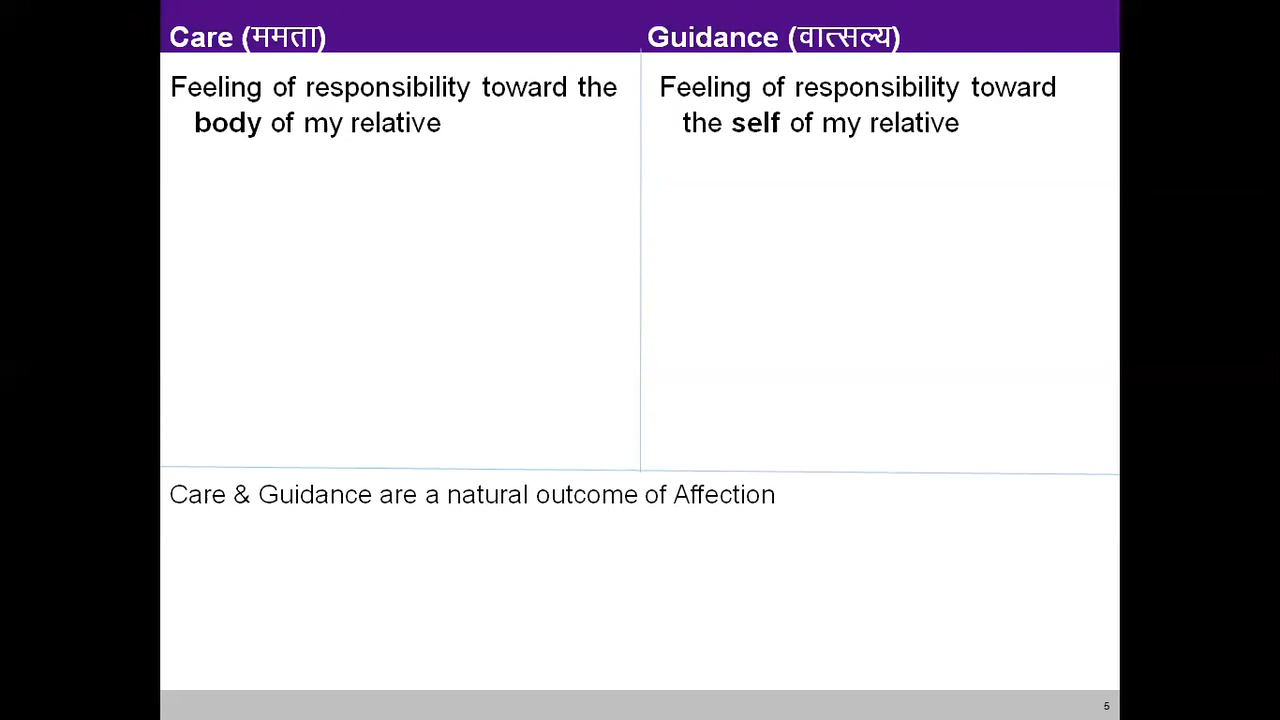 Care (ममता)
Guidance (वात्सल्य)
Feeling of responsibility toward the
body of my relative
Feeling of responsibility toward
the self of my relative
Care & Guidance are a natural outcome of Affection
5